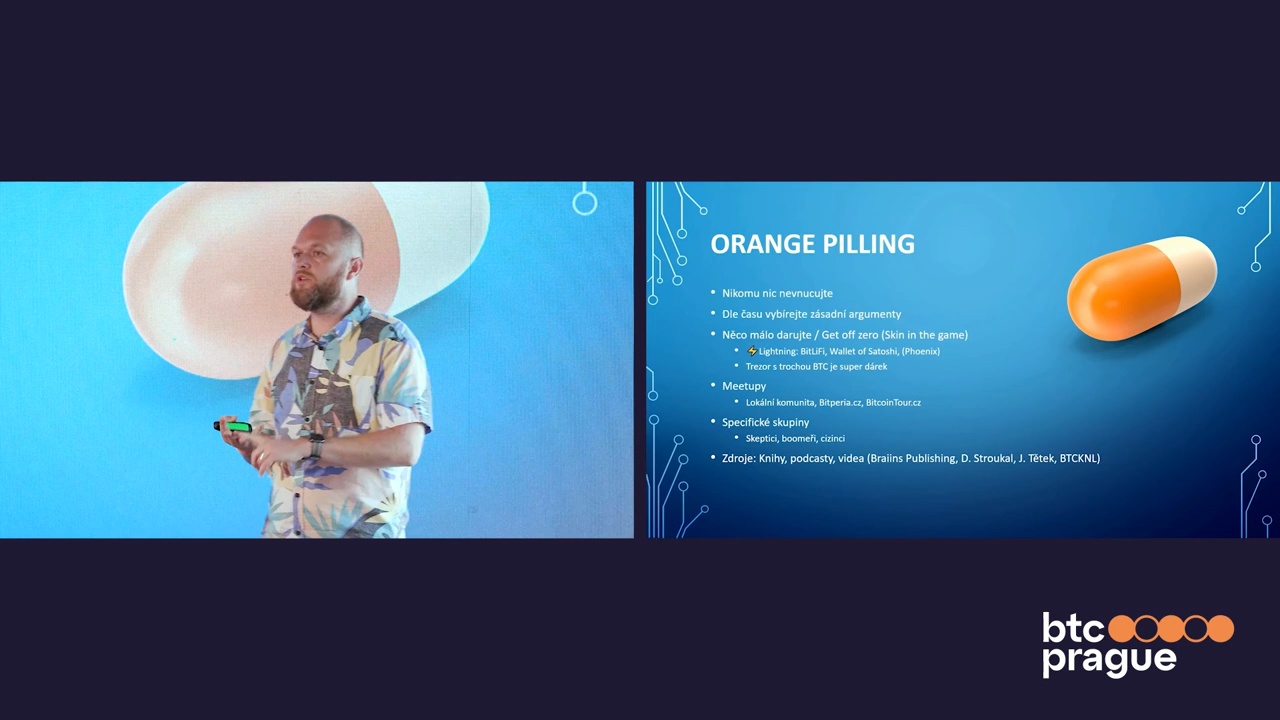 ORANGE PILLING
• Nikomu nic nevnucujte
• Dle času vybírejte zásadní argumenty
• Něco málo darujte / Get off zero (Skin in the game)
• ⚡Lightning: BitLiFi, Wallet of Satoshi, (Phoenix)
• Trezor s trochou BTC je super dárek
• Meetupy
• Lokální komunita, Bitperia.cz, BitcoinTour.cz
• Specifické skupiny
• Skeptici, boomeři, cizinci
• Zdroje: Knihy, podcasty, videa (Braiins Publishing, D. Stroukal, J. Tětek, BTCKNL)
btc
prague